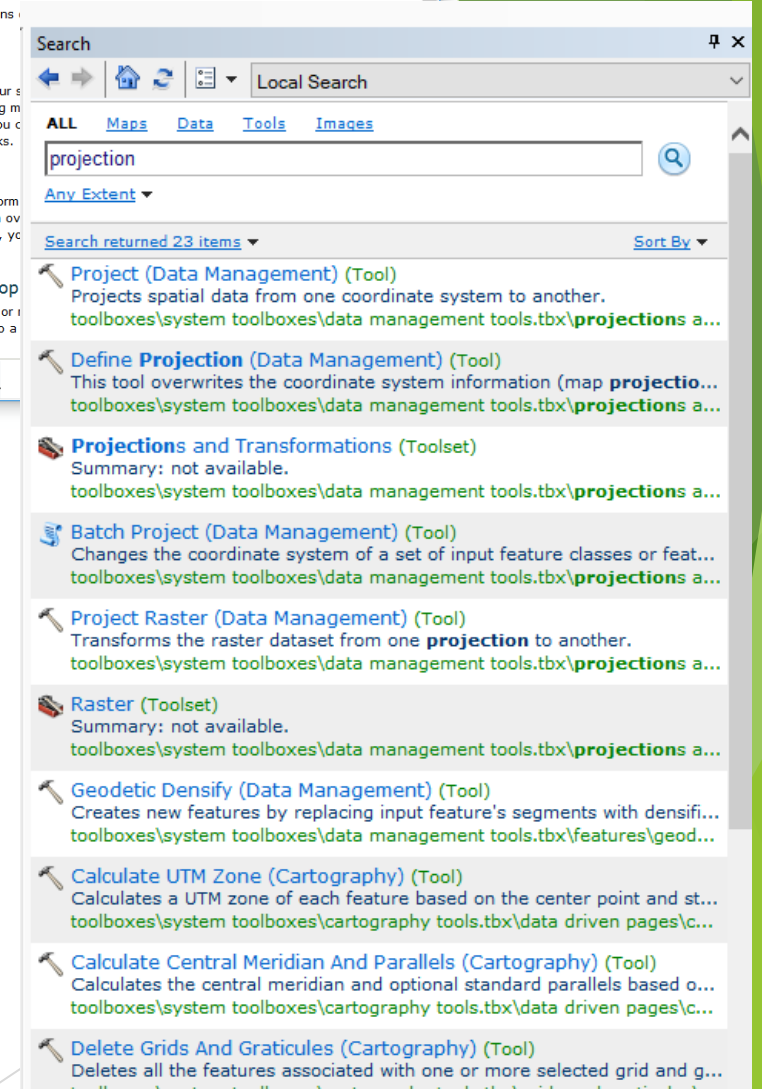 ns
Search
Local Search
ur s
g m
ou c
ks.
ALL Maps Data Tools Images
projection
Any Extent
orm
ov
, yo
Search returned 23 items Sort By
op
or
o a
Project (Data Management) (Tool)
Projects spatial data from one coordinate system to another.
toolboxes\system toolboxes\data management tools.tbx\projections a...
Define Projection (Data Management) (Tool)
This tool overwrites the coordinate system information (map projectio...
toolboxes\system toolboxes\data management tools.tbx\projections a...
Projections and Transformations (Toolset)
Summary: not available.
toolboxes\system toolboxes\data management tools.tbx\projections a...
Batch Project (Data Management) (Tool)
Changes the coordinate system of a set of input feature classes or feat...
toolboxes\system toolboxes\data management tools.tbx\projections a...
Project Raster (Data Management) (Tool)
Transforms the raster dataset from one projection to another.
toolboxes\system toolboxes\data management tools.tbx\projections a...
Raster (Toolset)
Summary: not available.
toolboxes\system toolboxes\data management tools.tbx\projections a...
Geodetic Densify (Data Management) (Tool)
Creates new features by replacing input feature's segments with densifi...
toolboxes\system toolboxes\data management tools.tbx\features\geod...
Calculate UTM Zone (Cartography) (Tool)
Calculates a UTM zone of each feature based on the center point and st...
toolboxes\system toolboxes\cartography tools.tbx\data driven pages\c...
Calculate Central Meridian And Parallels (Cartography) (Tool)
Calculates the central meridian and optional standard parallels based o...
toolboxes\system toolboxes\cartography tools.tbx\data driven pages\c...
Delete Grids And Graticules (Cartography) (Tool)
Deletes all the features associated with one or more selected grid and g...